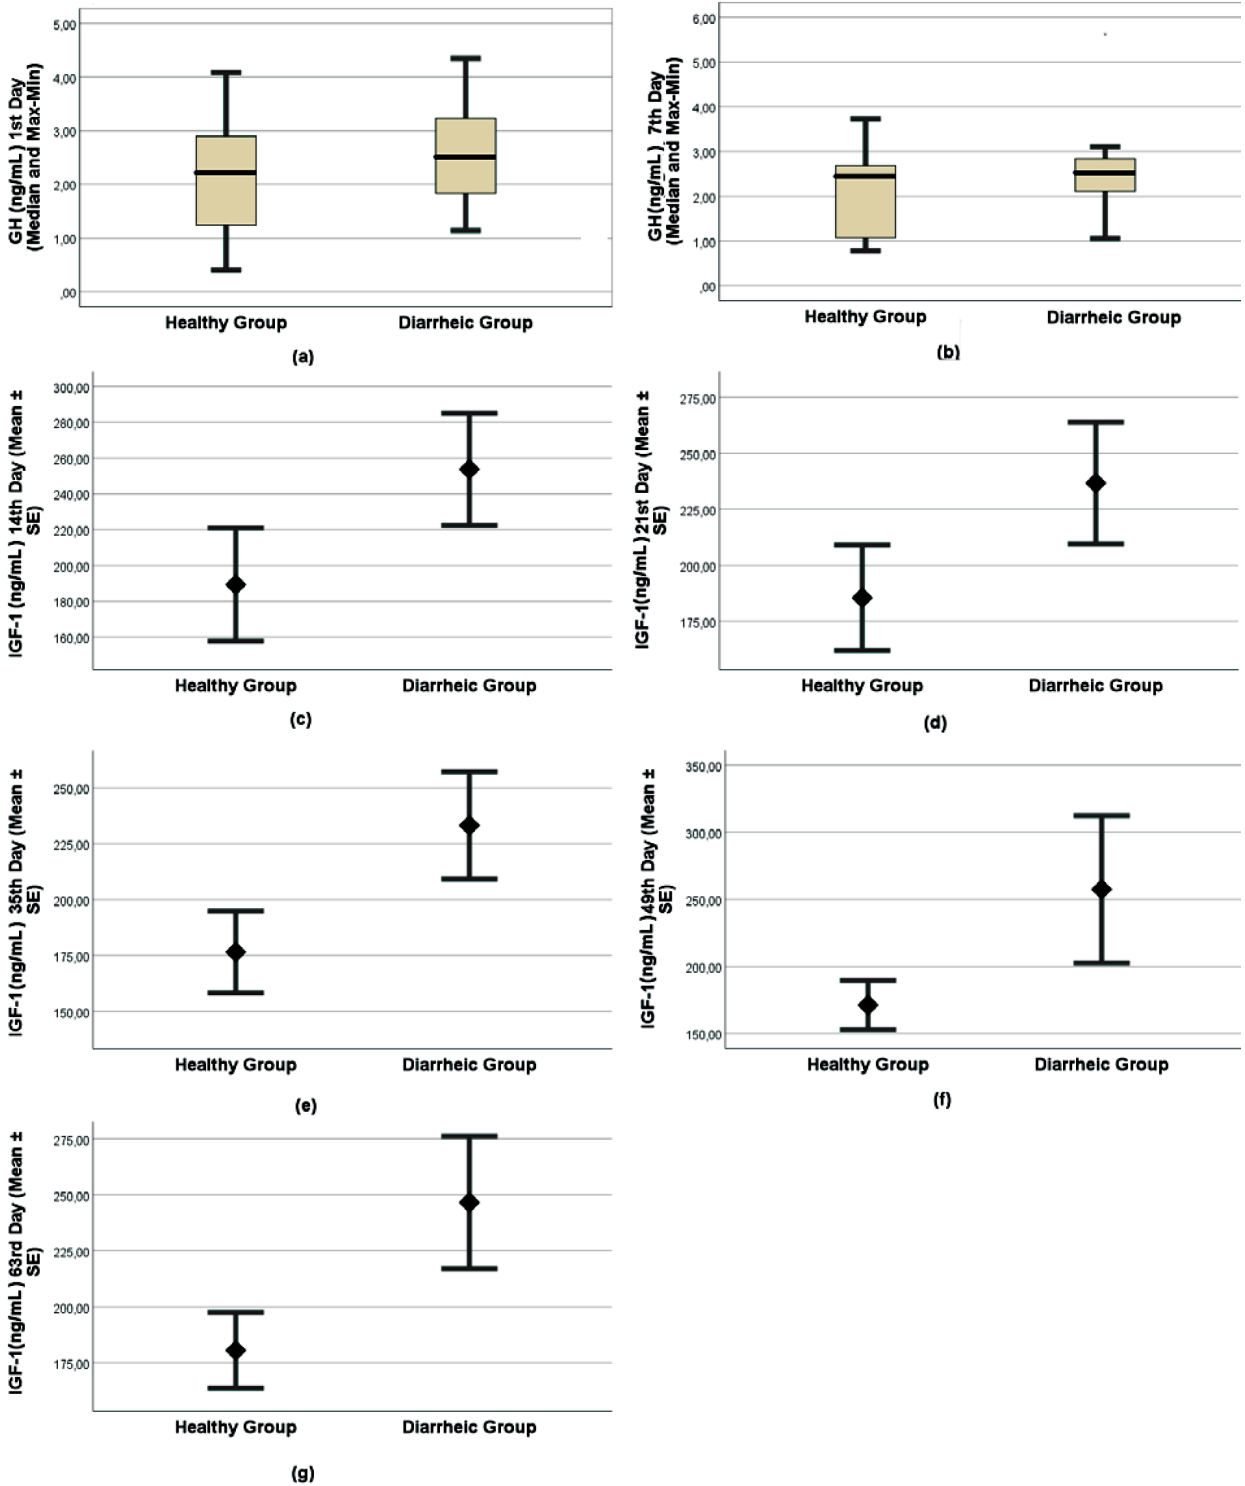 GH (ng/mL) 1st Day
(Median and Max-Min)
5,00
4,00
3,00
2,00
1,00
,00
Healthy Group
Diarrheic Group
(a)
GH(ng/mL) 7th Day
(Median and Max-Min)
6,00
5,00
4,00
3,00
2,00
1,00
,00
Healthy Group
Diarrheic Group
(b)
IGF-1 (ng/mL) 14th Day (Mean ±
SE)
300,00
280,00
260,00
240,00
220,00
200,00
180,00
160,00
Healthy Group
Diarrheic Group
(c)
IGF-1(ng/mL)21st Day (Mean ±
SE)
275,00
250,00
225,00
200,00
175,00
Healthy Group
Diarrheic Group
(d)
IGF-1(ng/mL) 35th Day (Mean ±
SE)
250,00
225,00
200,00
175,00
150,00
Healthy Group
Diarrheic Group
(e)
IGF-1(ng/mL)49th Day (Mean ±
SE)
350,00
300,00
250,00
200,00
150,00
Healthy Group
Diarrheic Group
(f)
IGF-1(ng/mL) 63rd Day (Mean ±
SE)
275,00
250,00
225,00
200,00
175,00
Healthy Group
Diarrheic Group
(g)